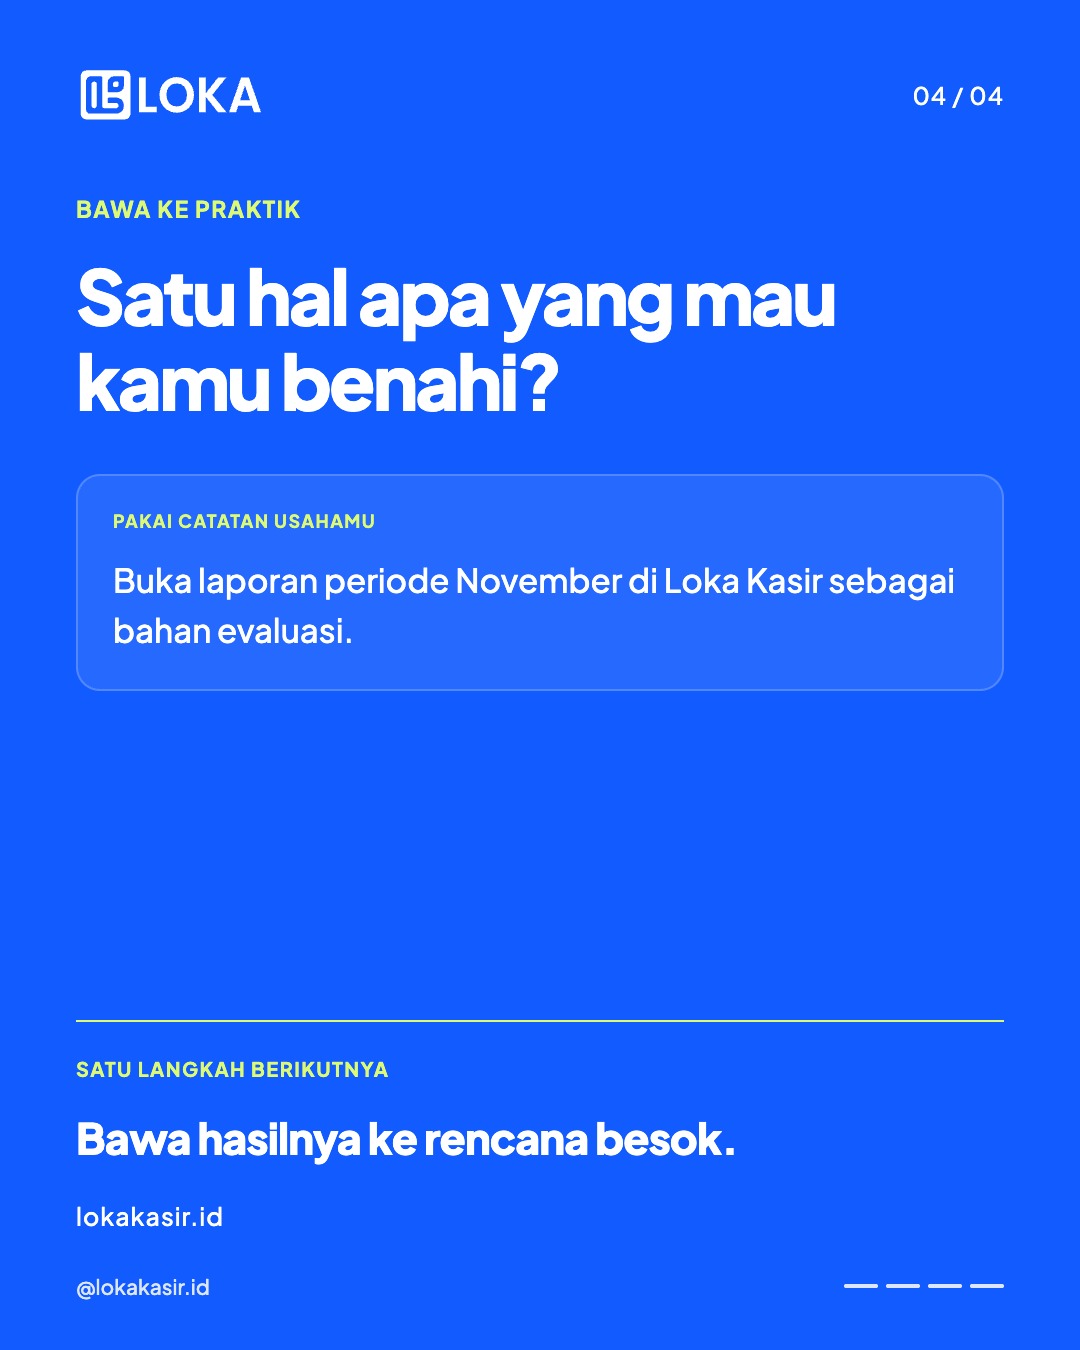 LOKA
04 / 04
BAWA KE PRAKTIK
Satu hal apa yang mau
kamu benahi?
PAKAI CATATAN USAHAMU
Buka laporan periode November di Loka Kasir sebagai
bahan evaluasi.
SATU LANGKAH BERIKUTNYA
Bawa hasilnya ke rencana besok.
lokakasir.id
@lokakasir.id